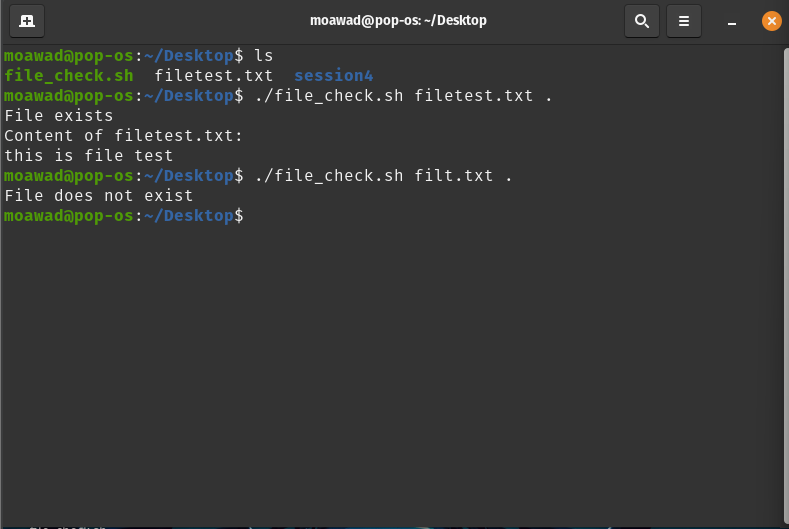 moawad@pop-os: ~/Desktop
moawad@pop-os:~/Desktop$ ls
file_check.sh  filetest.txt  session4
moawad@pop-os:~/Desktop$ ./file_check.sh filetest.txt .
File exists
Content of filetest.txt:
this is file test
moawad@pop-os:~/Desktop$ ./file_check.sh filt.txt .
File does not exist
moawad@pop-os:~/Desktop$